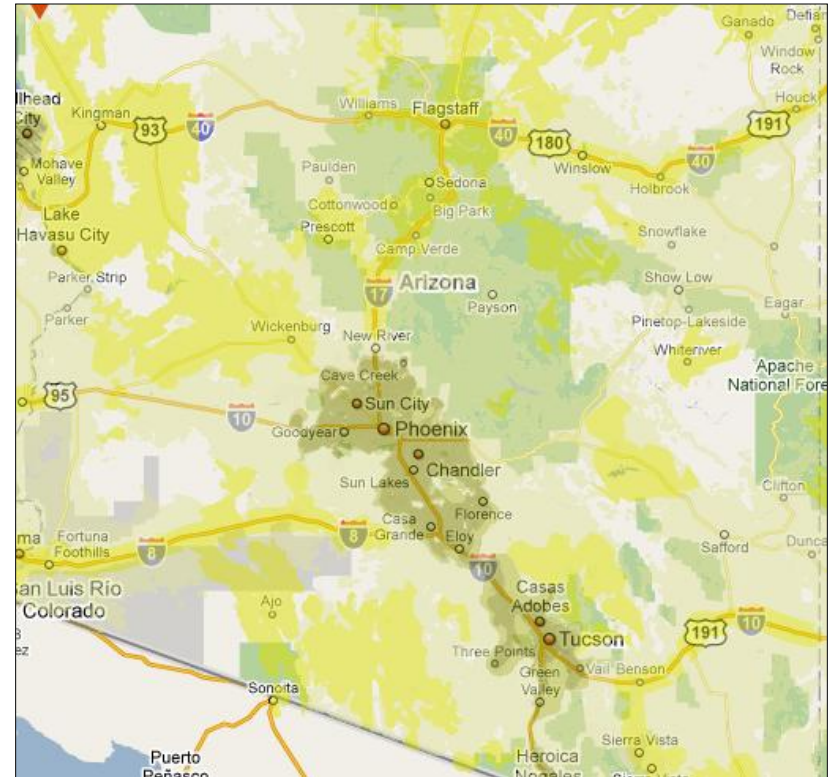 Ganado
Window
Rock
Houck
llhead
City
Kingman
93
40
Williams
Flagstaff
40
180
191
40
Winslow
Holbrook
Mohave
Valley
Paulden
Sedona
Cottonwood
Big Park
Lake
Havasu City
Prescott
Camp Verde
Snowflake
Parker Strip
17
Arizona
Show Low
Parker
Payson
Eagar
Wickenburg
New River
Pinetop-Lakeside
Whiteriver
Cave Creek
Apache
National Fore
95
10
Sun City
Goodyear
Phoenix
Chandler
Sun Lakes
Clifton
Florence
ma
Fortuna
Foothills
8
8
Casa
Grande
Eloy
10
Safford
Dunca
San Luis Río
Colorado
Ajo
Casas
Adobes
Tucson
191
10
Three Points
Vail
Benson
Green
Valley
Sonoita
Sierra Vista
Puerto
Peñasco
Heroica
Nogales
Sierra Vista